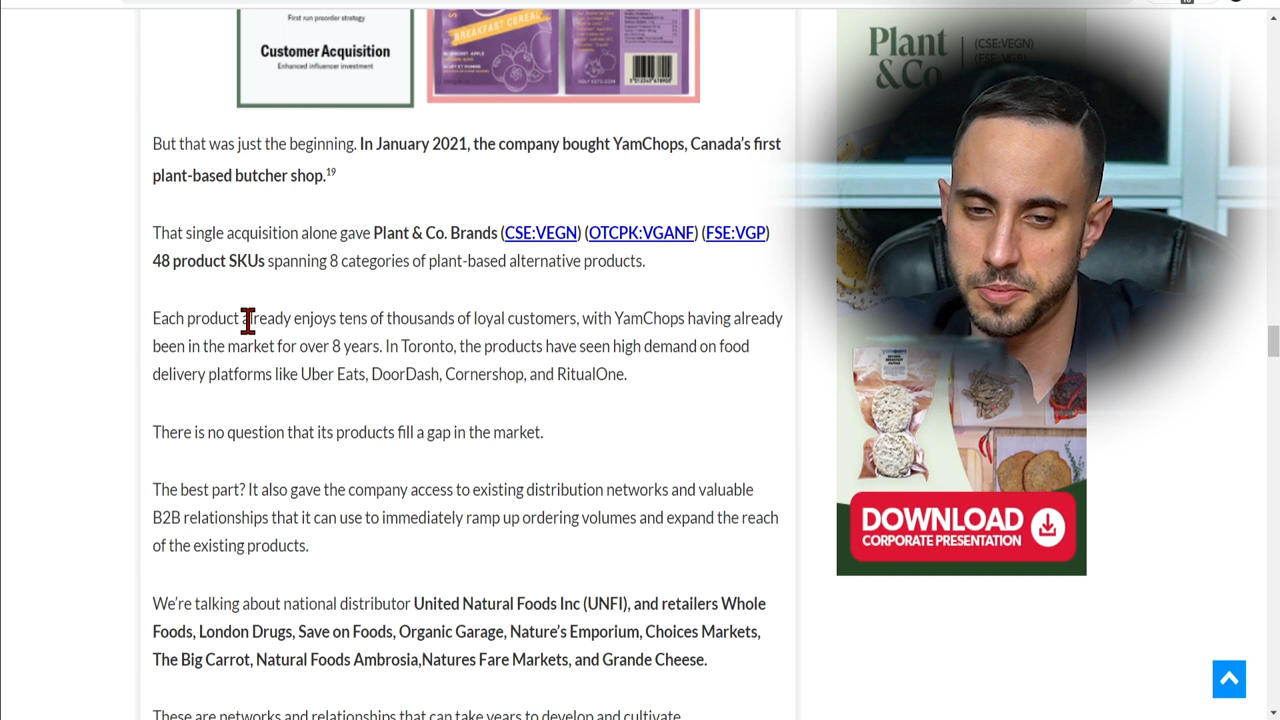 First run preorder strategy
Customer Acquisition
Enhanced influencer investment
BREAKFAST CEREAL
Plant
&Co.
(CSE:VEGN)
But that was just the beginning. In January 2021, the company bought YamChops, Canada's first
plant-based butcher shop.19
That single acquisition alone gave Plant & Co. Brands (CSE:VEGN) (OTCPK:VGANF) (FSE:VGP)
48 product SKUs spanning 8 categories of plant-based alternative products.
Each product already enjoys tens of thousands of loyal customers, with YamChops having already
been in the market for over 8 years. In Toronto, the products have seen high demand on food
delivery platforms like Uber Eats, DoorDash, Cornershop, and RitualOne.
There is no question that its products fill a gap in the market.
The best part? It also gave the company access to existing distribution networks and valuable
B2B relationships that it can use to immediately ramp up ordering volumes and expand the reach
of the existing products.
We're talking about national distributor United Natural Foods Inc (UNFI), and retailers Whole
Foods, London Drugs, Save on Foods, Organic Garage, Nature's Emporium, Choices Markets,
The Big Carrot, Natural Foods Ambrosia,Natures Fare Markets, and Grande Cheese.
These are networks and relationships that can take years to develop and cultivate
DOWNLOAD
CORPORATE PRESENTATION